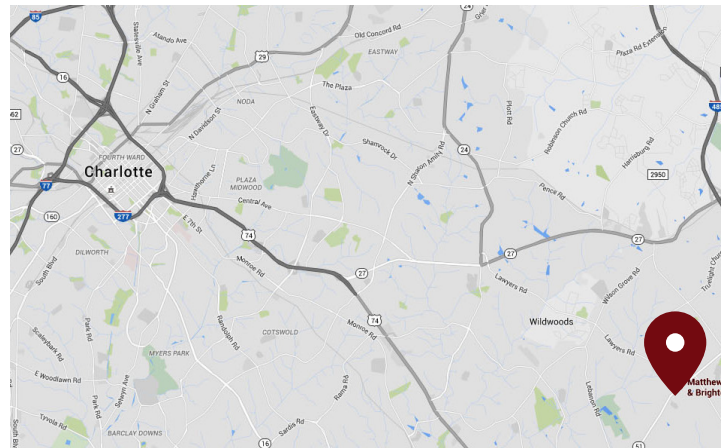 85
Statesville Ave
Atando Ave
29
Old Concord Rd
24
EASTWAY
Plaza Rd Extension
16
N Graham St
NODA
The Plaza
485
N Davidson St
Eastway Dr
Plott Rd
Robinson Church Rd
Harrisburg Rd
27
FOURTH WARD
Charlotte
Hawthorne Ln
PLAZA
MIDWOOD
Shamrock Dr
N Sharon Amity Rd
24
2950
77
Central Ave
Pence Rd
160
277
E 7th St
74
27
27
DILWORTH
Monroe Rd
27
Lawyers Rd
South Blvd
Wilson Grove Rd
Park Rd
Randolph Rd
COTSWOLD
Monroe Rd
74
Wildwoods
Lawyers Rd
Scaleybark Rd
MYERS PARK
E Woodlawn Rd
Selwyn Ave
Rama Rd
Lebanon Rd
Matthew
& Bright
Tyvola Rd
Park Rd
Sardis Rd
BARCLAY DOWNS
16
51